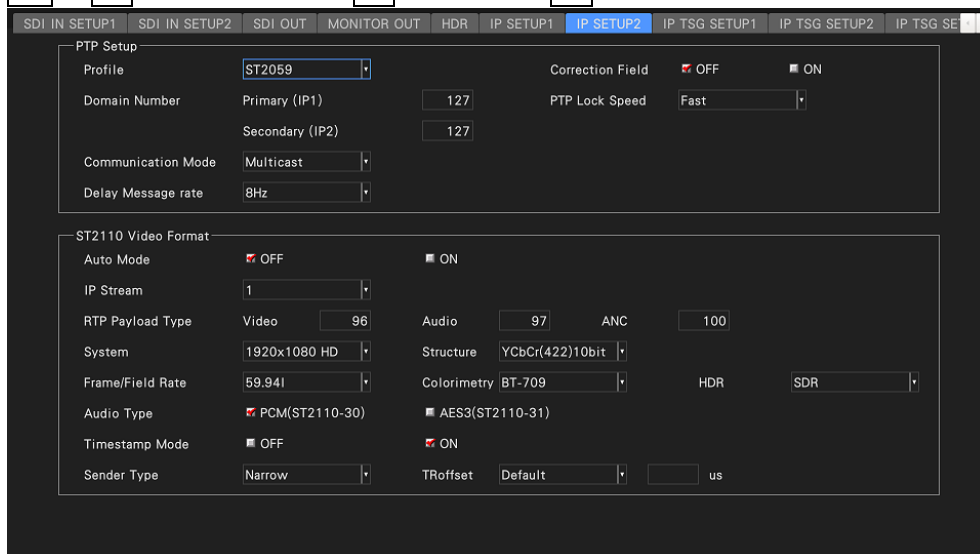 SDI IN SETUP1 SDI IN SETUP2 SDI OUT MONITOR OUT HDR IP SETUP1 IP SETUP2 IP TSG SETUP1 IP TSG SETUP2 IP TSG
PTP Setup
Profile ST2059 Correction Field OFF ON
Domain Number Primary (IP1) 127 PTP Lock Speed Fast
Secondary (IP2) 127
Communication Mode Multicast
Delay Message rate 8Hz
ST2110 Video Format
Auto Mode OFF ON
IP Stream 1
RTP Payload Type Video 96 Audio 97 ANC 100
System 1920x1080 HD Structure YCbCr(422)10bit
Frame/Field Rate 59.94I Colorimetry BT-709 HDR SDR
Audio Type PCM(ST2110-30) AES3(ST2110-31)
Timestamp Mode OFF ON
Sender Type Narrow TRoffset Default us